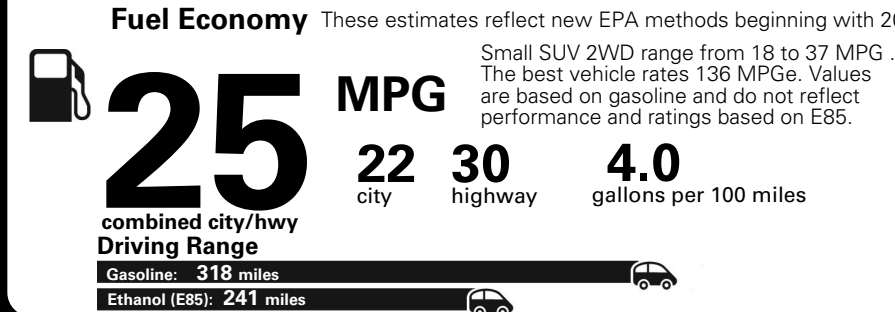 Fuel Economy These estimates reflect new EPA methods beginning with
Small SUV 2WD range from 18 to 37 MPG .
The best vehicle rates 136 MPGe. Values
are based on gasoline and do not reflect
performance and ratings based on E85.
25 MPG
combined city/hwy
22 city
30 highway
4.0 gallons per 100 miles
Driving Range
Gasoline: 318 miles
Ethanol (E85): 241 miles